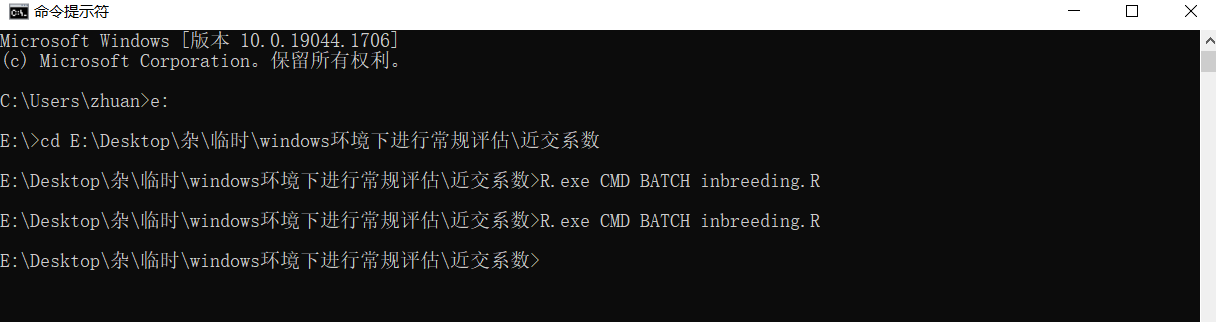 命令提示符
Microsoft Windows [版本 10.0.19044.1706]
(c) Microsoft Corporation。保留所有权利。
C:\Users\zhuan>e:
E:\>cd E:\Desktop\杂\临时\windows环境下进行常规评估\近交系数
E:\Desktop\杂\临时\windows环境下进行常规评估\近交系数>R.exe CMD BATCH inbreeding.R
E:\Desktop\杂\临时\windows环境下进行常规评估\近交系数>R.exe CMD BATCH inbreeding.R
E:\Desktop\杂\临时\windows环境下进行常规评估\近交系数>